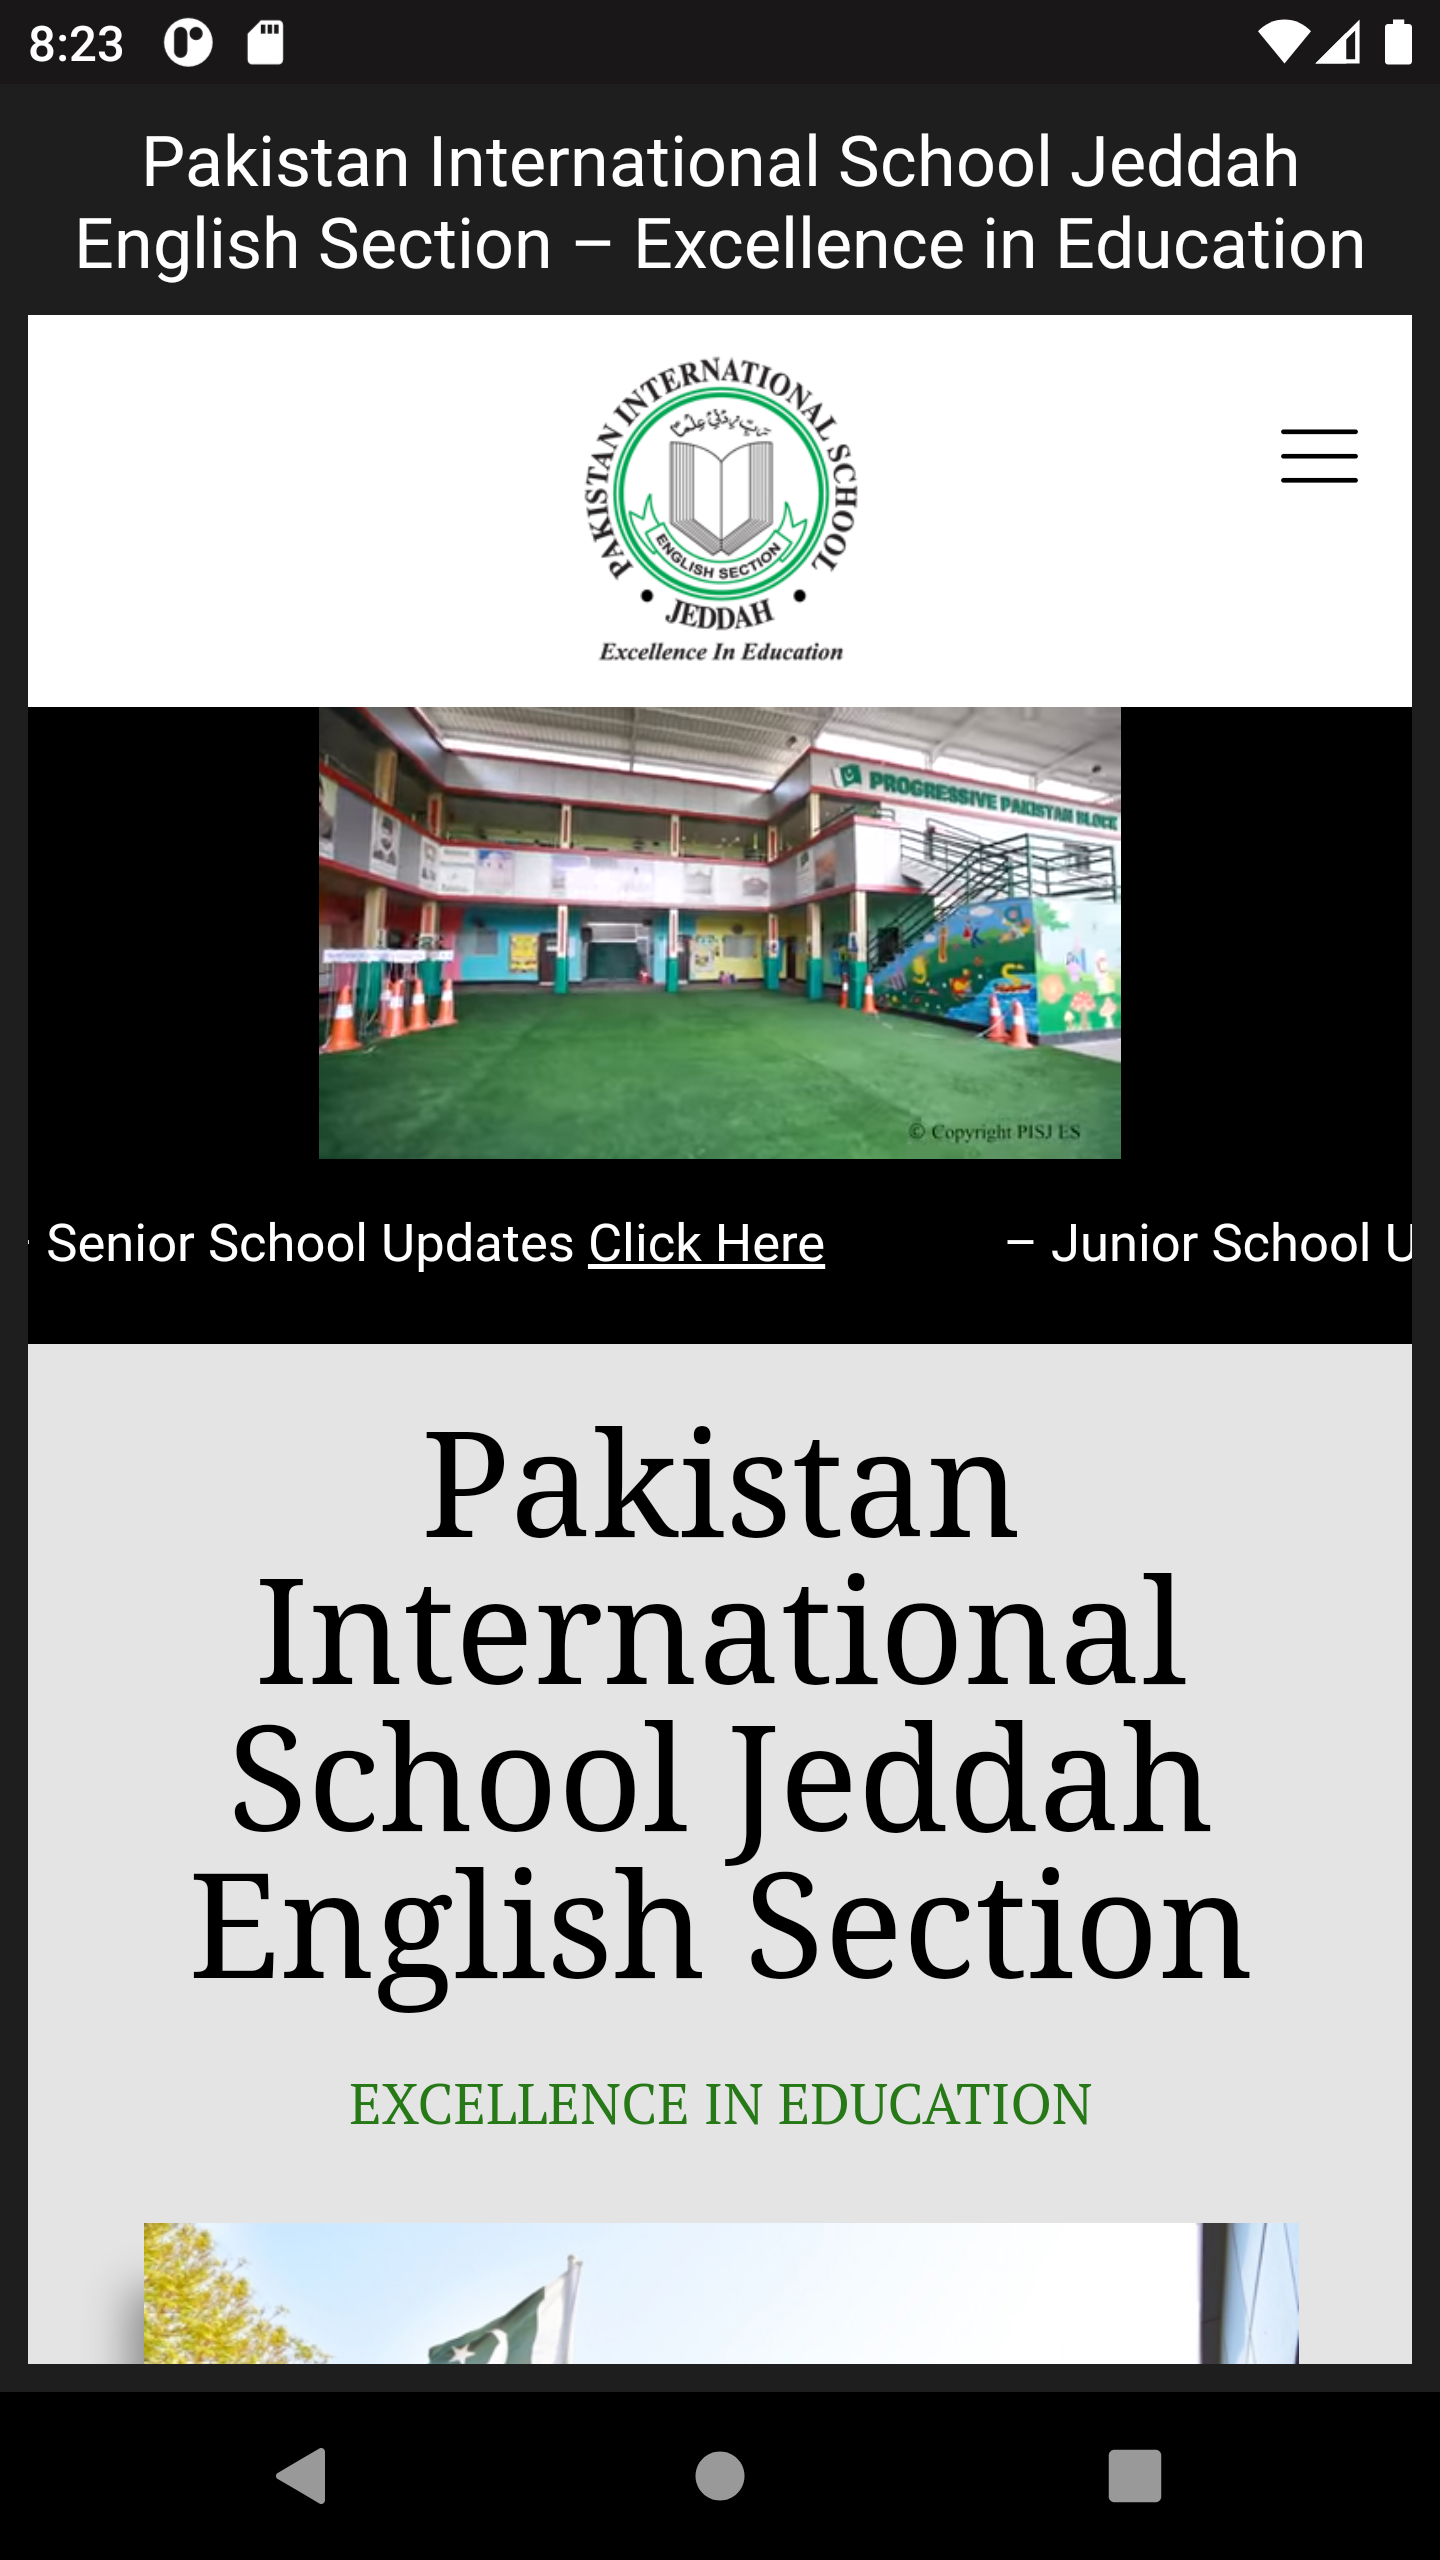 8:23
Pakistan International School Jeddah
English Section – Excellence in Education
PAKISTAN INTERNATIONAL SCHOOL
ENGLISH SECTION
• JEDDAH •
Excellence In Education
PROGRESSIVE PAKISTAN BLOCK
© Copyright PISJ ES
Senior School Updates Click Here – Junior School U
Pakistan
International
School Jeddah
English Section
EXCELLENCE IN EDUCATION